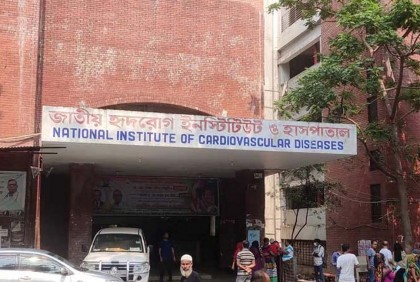 জাতীয় হৃদরোগ ইনস্টিটিউট ও হাসপাতাল
NATIONAL INSTITUTE OF CARDIOVASCULAR DISEASES